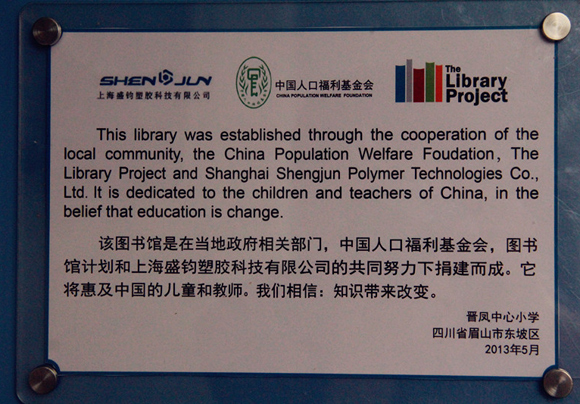 SHENGJUN
上海盛钧塑胶科技有限公司
中国人口福利基金会
CHINA POPULATION WELFARE FOUNDATION
The
Library
Project
This library was established through the cooperation of the
local community, the China Population Welfare Foudation, The
Library Project and Shanghai Shengjun Polymer Technologies Co.,
Ltd. It is dedicated to the children and teachers of China, in the
belief that education is change.
该图书馆是在当地政府相关部门，中国人口福利基金会，图书
馆计划和上海盛钧塑胶科技有限公司的共同努力下捐建而成。它
将惠及中国的儿童和教师。我们相信：知识带来改变。
晋凤中心小学
四川省眉山市东坡区
2013年5月